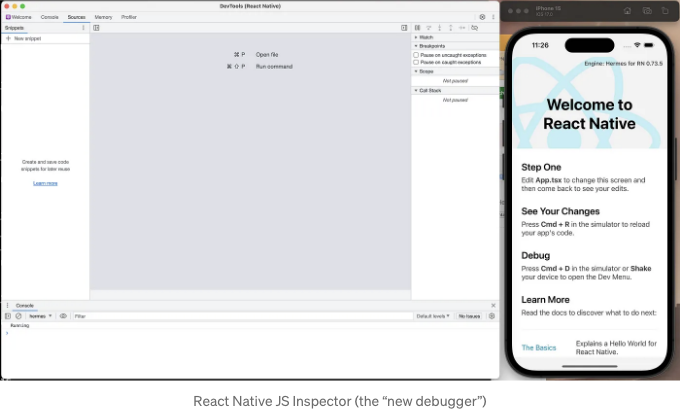 DevTools (React Native)
Welcome Console Sources Memory Profiler
Snippets
+ New snippet
Create and save code
snippets for later reuse
Learn more
⌘ P Open file
⌘ ⇧ P Run command
Watch
Breakpoints
Pause on uncaught exceptions
Pause on caught exceptions
Scope
Not paused
Call Stack
Not paused
Console
hermes Filter Default levels No Issues
Running
iPhone 15
iOS 17.0
11:26
Engine: Hermes for RN 0.73.5
Welcome to
React Native
Step One
Edit App.tsx to change this screen and
then come back to see your edits.
See Your Changes
Press Cmd + R in the simulator to reload
your app's code.
Debug
Press Cmd + D in the simulator or Shake
your device to open the Dev Menu.
Learn More
Read the docs to discover what to do next:
The Basics
Explains a Hello World for
React Native.
React Native JS Inspector (the “new debugger”)